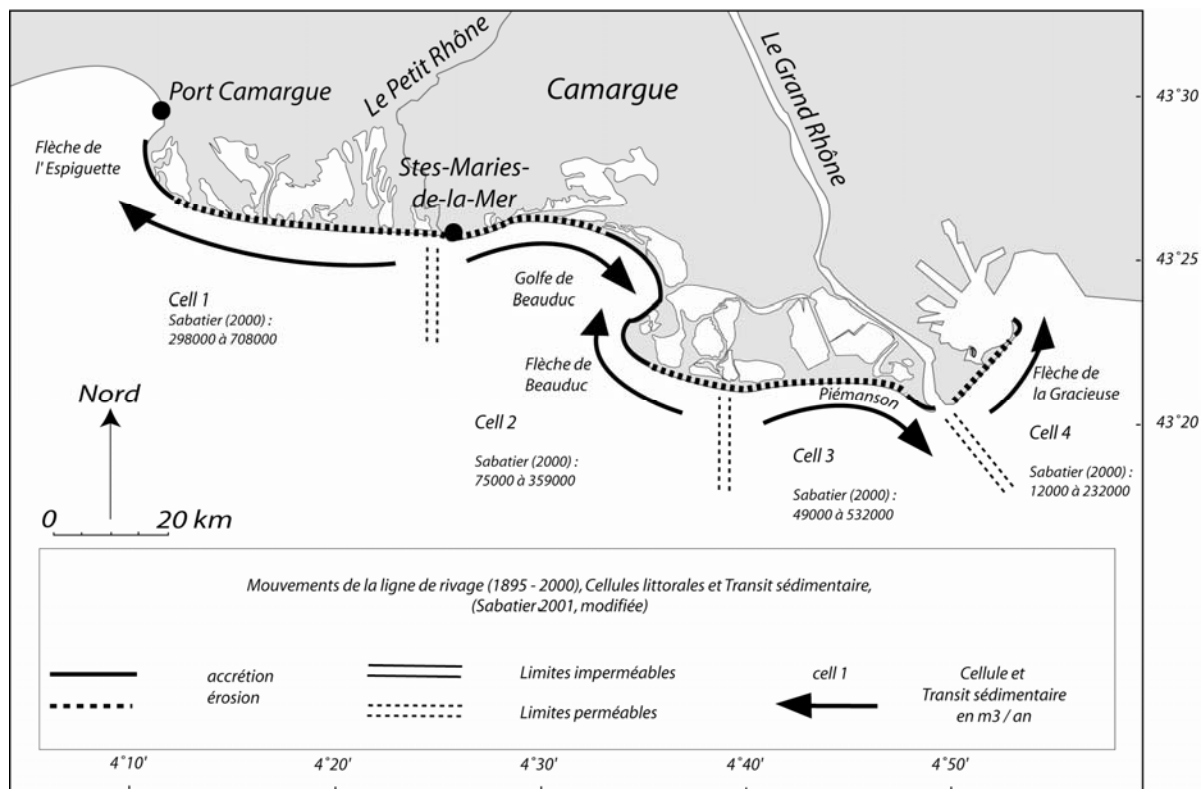 Port Camargue
Le Petit Rhône
Camargue
Le Grand Rhône
43°30
Flèche de
l' Espiguette
Stes-Maries-
de-la-Mer
43°25
Golfe de
Beauduc
Cell 1
Sabatier (2000) :
298000 à 708000
Flèche de
Beauduc
Flèche de
la Gracieuse
Piémanson
43°20
Nord
Cell 2
Sabatier (2000) :
75000 à 359000
Cell 3
Sabatier (2000) :
49000 à 532000
Cell 4
Sabatier (2000) :
12000 à 232000
0 20 km
Mouvements de la ligne de rivage (1895 - 2000), Cellules littorales et Transit sédimentaire,
(Sabatier 2001, modifiée)
accrétion
érosion
Limites imperméables
Limites perméables
cell 1
Cellule et
Transit sédimentaire
en m3 / an
4°10' 4°20' 4°30' 4°40' 4°50'